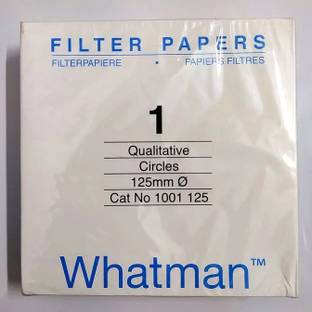 FILTER PAPERS
FILTERPAPIERE • PAPIERS FILTRES
1
Qualitative
Circles
125mm Ø
Cat No 1001 125
Whatman™